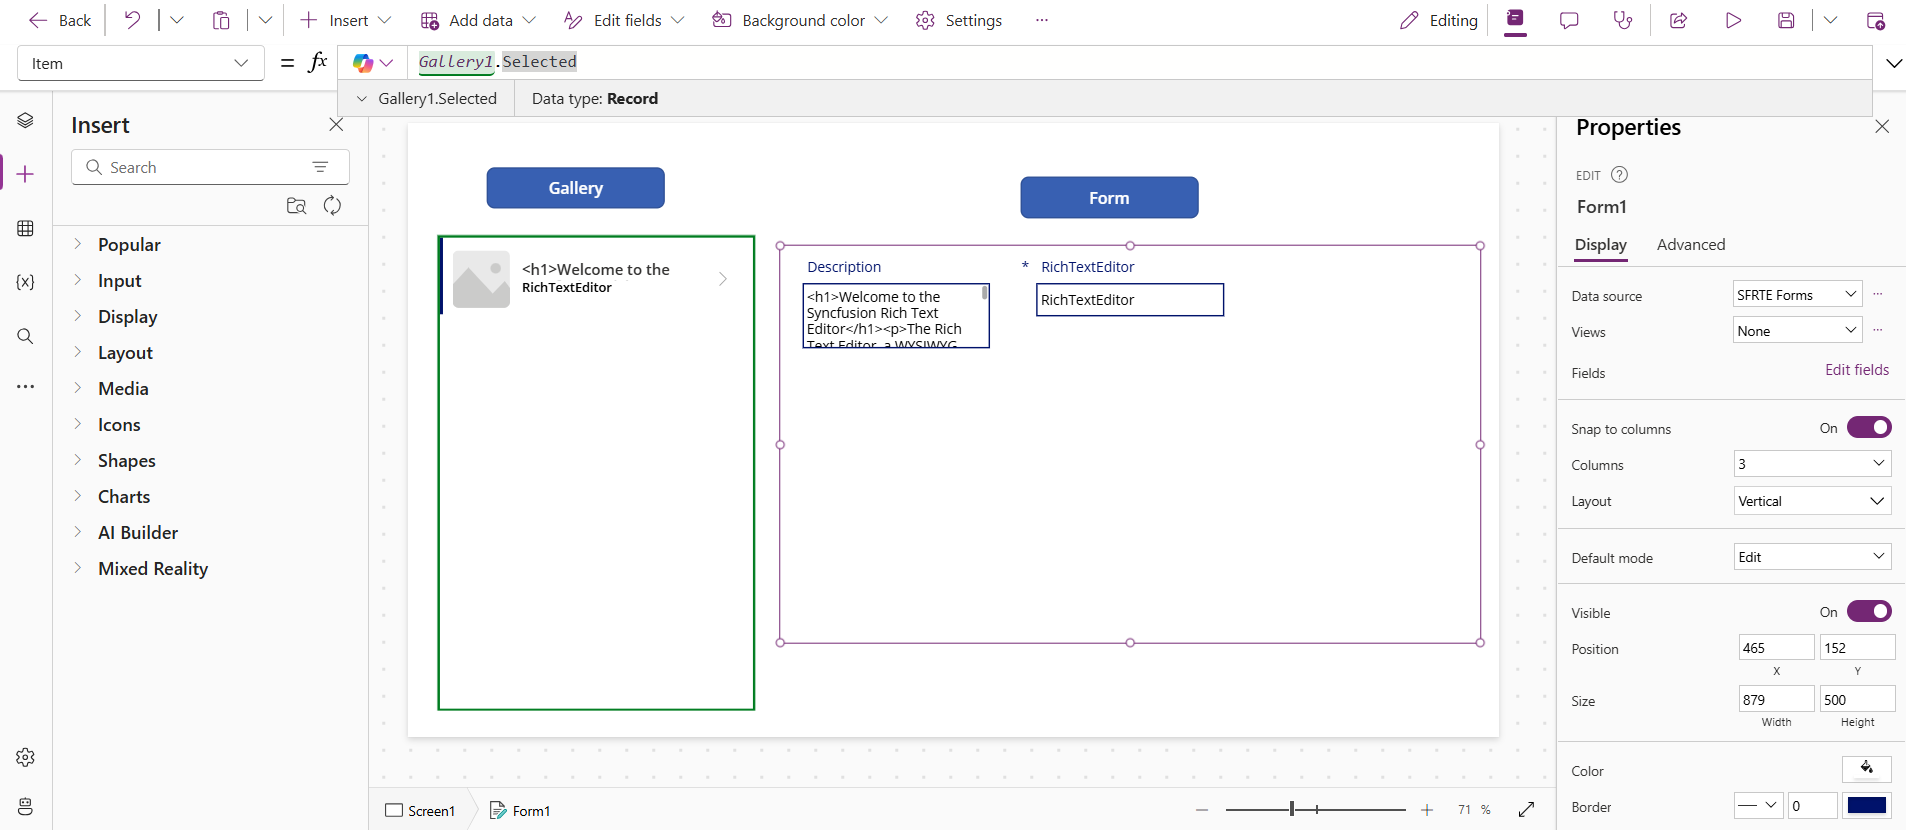 Back
Insert
Add data
Edit fields
Background color
Settings
Editing
Item
= fx
Gallery1.Selected
Gallery1.Selected
Data type: Record
Insert
Search
Popular
Input
Display
Layout
Media
Icons
Shapes
Charts
AI Builder
Mixed Reality
Gallery
Form
<h1>Welcome to the
RichTextEditor
Description
<h1>Welcome to the
Syncfusion Rich Text
Editor</h1><p>The Rich
Text Editor, a WYSIWYG
* RichTextEditor
RichTextEditor
Screen1
Form1
71 %
Properties
EDIT
Form1
Display
Advanced
Data source
SFRTE Forms
Views
None
Fields
Edit fields
Snap to columns
On
Columns
3
Layout
Vertical
Default mode
Edit
Visible
On
Position
465
152
X
Y
Size
879
500
Width
Height
Color
Border
0